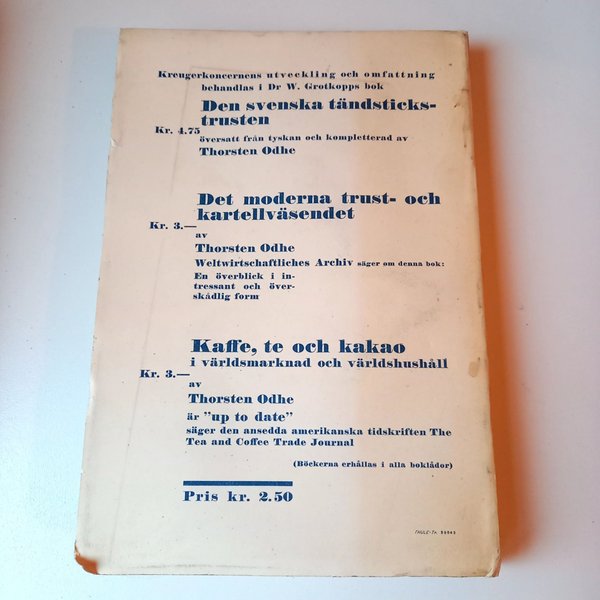 Kreugerkoncernens utveckling och omfattning
behandlas i Dr W. Grotkopps bok
Den svenska tändsticks-
trusten
Kr. 4.75
översatt från tyskan och kompletterad av
Thorsten Odhe
Det moderna trust- och
kartellväsendet
Kr. 3.—
av
Thorsten Odhe
Weltwirtschaftliches Archiv säger om denna bok:
En överblick i in-
tressant och över-
skådlig form
Kaffe, te och kakao
i världsmarknad och världshushåll
Kr. 3.—
av
Thorsten Odhe
är "up to date"
säger den ansedda amerikanska tidskriften The
Tea and Coffee Trade Journal
(Böckerna erhållas i alla boklådor)
Pris kr. 2.50